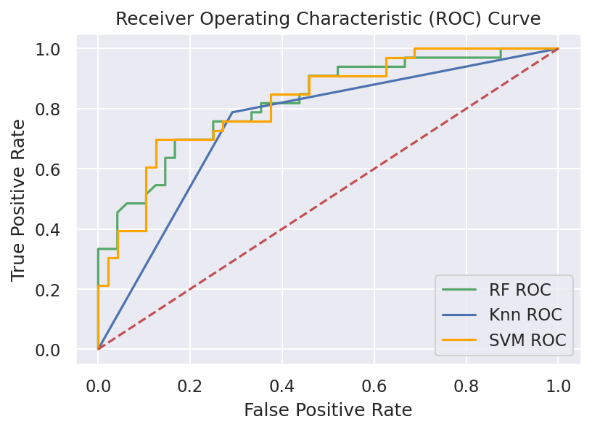 Receiver Operating Characteristic (ROC) Curve
1.0
0.8
0.6
0.4
0.2
0.0
True Positive Rate
RF ROC
Knn ROC
SVM ROC
0.0 0.2 0.4 0.6 0.8 1.0
False Positive Rate